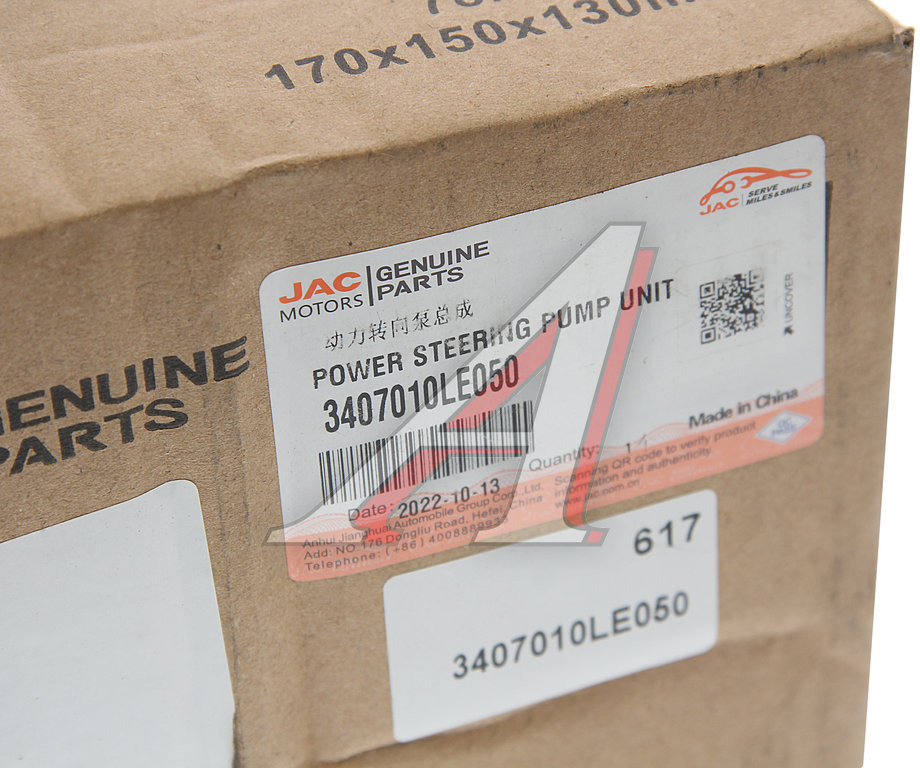 170x150x130
GENUINE
PARTS
JAC
MOTORS
GENUINE
PARTS
JAC
SERVE
MILES&SMILES
动力转向泵总成
POWER STEERING PUMP UNIT
3407010LE050
UNCOVER
Made in China
QC
PASS
Quantity: 1
Scanning QR code to verify product
information and authenticity.
www.jac.com.cn
Date: 2022-10-13
Anhui Jianghuai Automobile Group Corp., Ltd.
Add: NO.176 Dongliu Road, Hefei, China
Telephone: (+86) 4008889933
617
3407010LE050